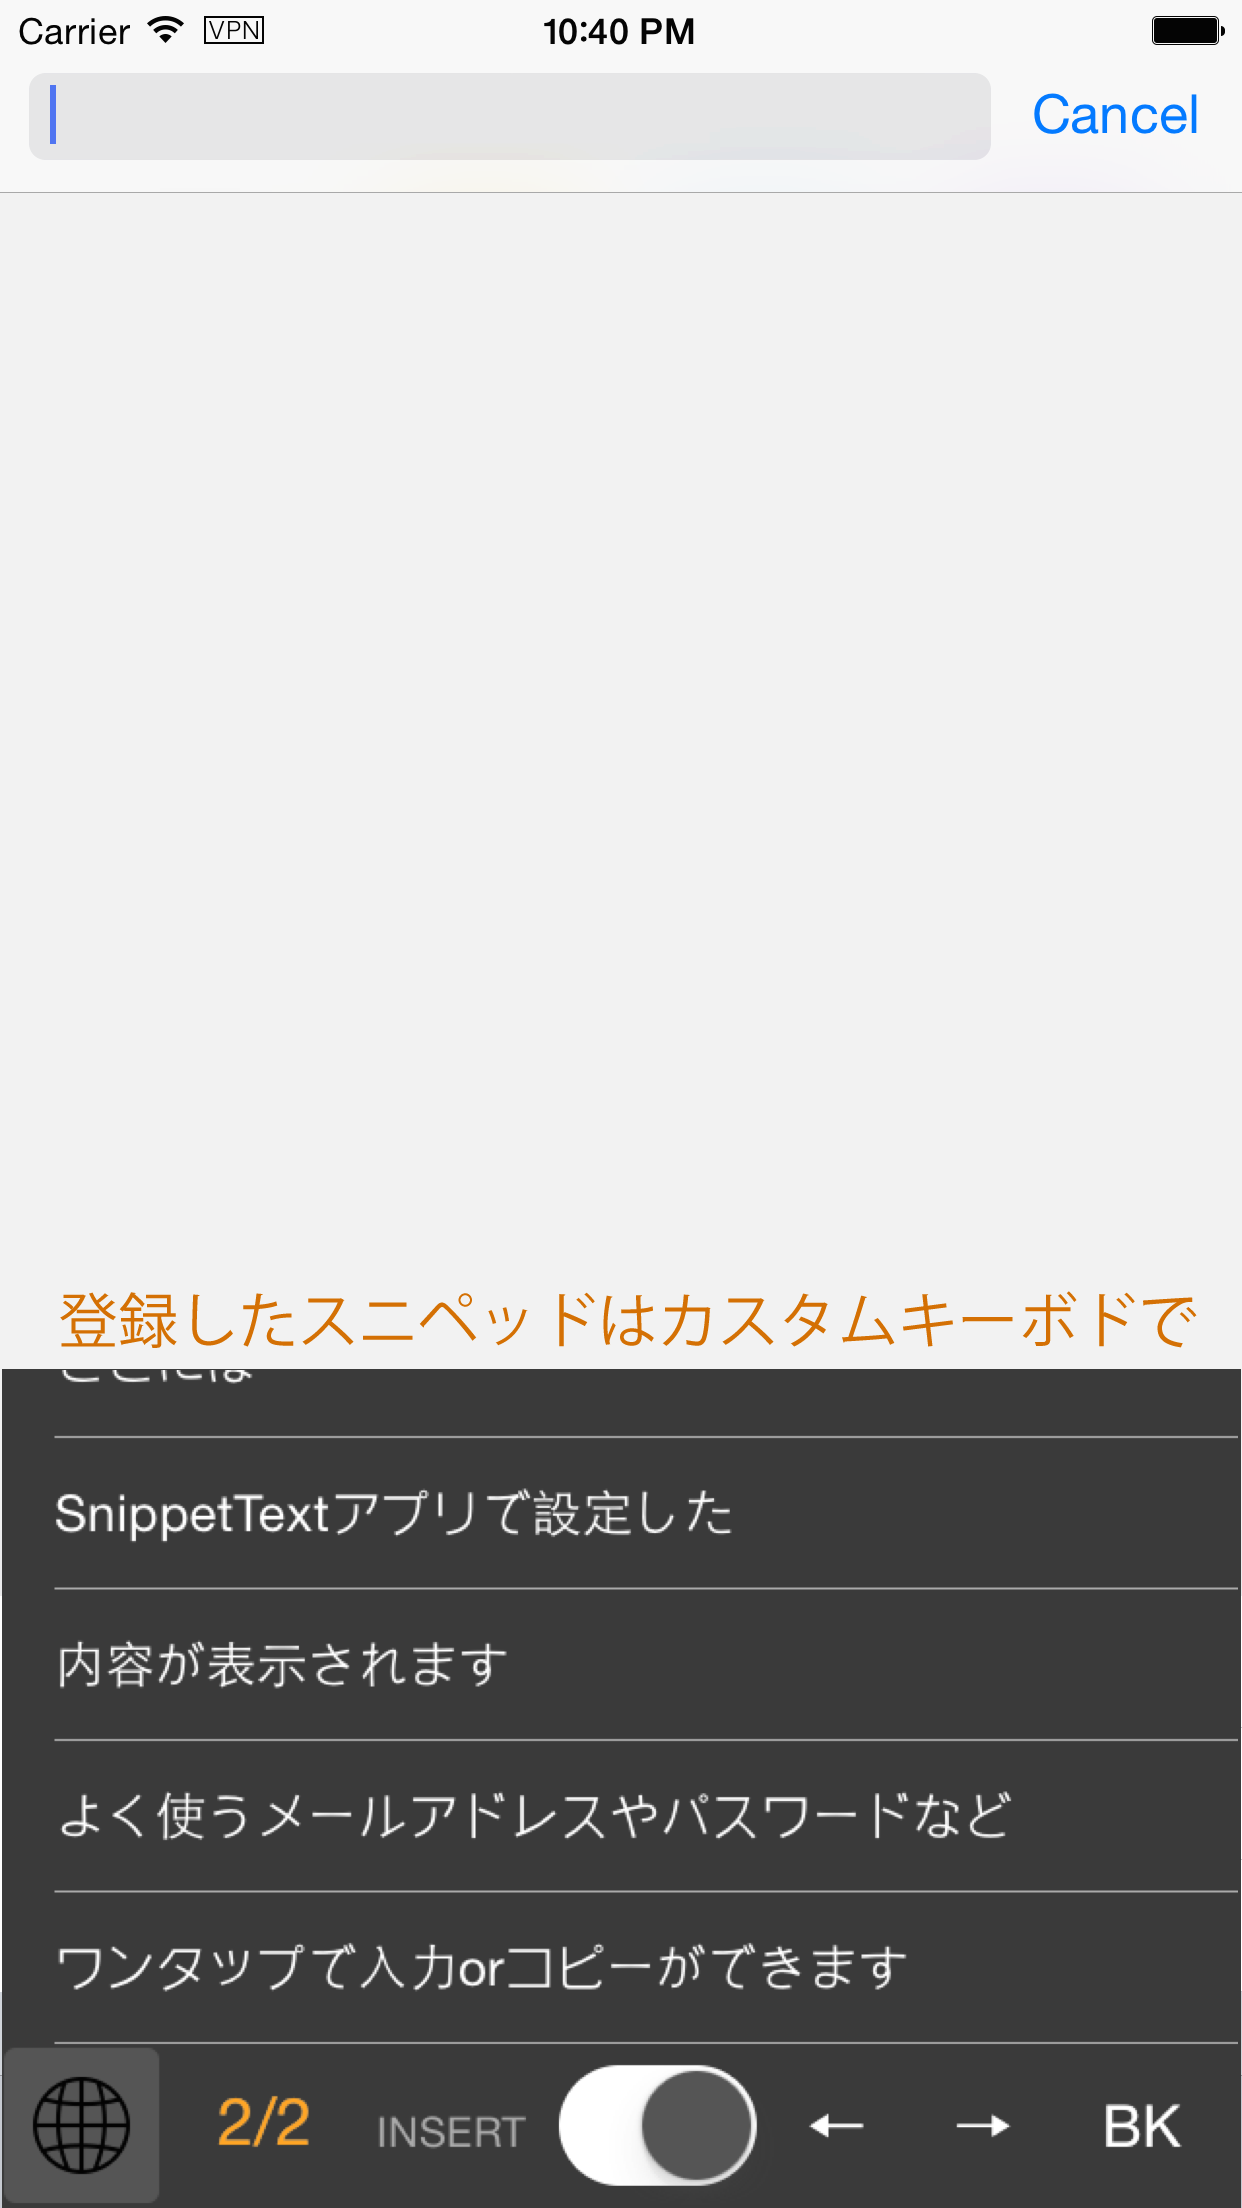 Carrier VPN 10:40 PM
Cancel
登録したスニペッドはカスタムキーボドで
ここには
SnippetTextアプリで設定した
内容が表示されます
よく使うメールアドレスやパスワードなど
ワンタップで入力orコピーができます
2/2 INSERT ← → BK